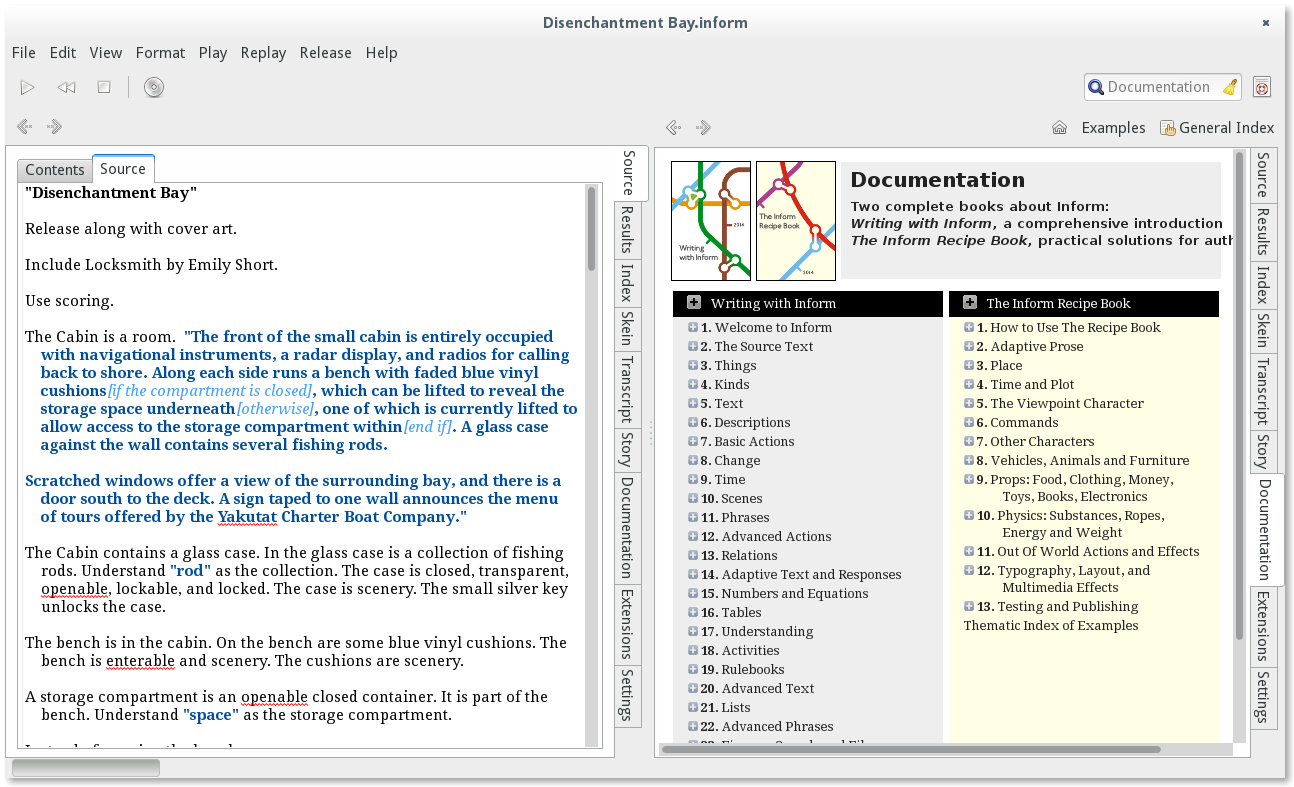 Disenchantment Bay.inform
File Edit View Format Play Replay Release Help
Documentation
Examples General Index
Contents Source
"Disenchantment Bay"
Release along with cover art.
Include Locksmith by Emily Short.
Use scoring.
The Cabin is a room. "The front of the small cabin is entirely occupied
with navigational instruments, a radar display, and radios for calling
back to shore. Along each side runs a bench with faded blue vinyl
cushions[if the compartment is closed], which can be lifted to reveal the
storage space underneath[otherwise], one of which is currently lifted to
allow access to the storage compartment within[end if]. A glass case
against the wall contains several fishing rods.
Scratched windows offer a view of the surrounding bay, and there is a
door south to the deck. A sign taped to one wall announces the menu
of tours offered by the Yakutat Charter Boat Company."
The Cabin contains a glass case. In the glass case is a collection of fishing
rods. Understand "rod" as the collection. The case is closed, transparent,
openable, lockable, and locked. The case is scenery. The small silver key
unlocks the case.
The bench is in the cabin. On the bench are some blue vinyl cushions. The
bench is enterable and scenery. The cushions are scenery.
A storage compartment is an openable closed container. It is part of the
bench. Understand "space" as the storage compartment.
Source
Results
Index
Skein
Transcript
Story
Documentation
Extensions
Settings
Writing
with Inform
2014
The Inform
Recipe Book
2014
Documentation
Two complete books about Inform:
Writing with Inform, a comprehensive introduction
The Inform Recipe Book, practical solutions for auth
Writing with Inform
1. Welcome to Inform
2. The Source Text
3. Things
4. Kinds
5. Text
6. Descriptions
7. Basic Actions
8. Change
9. Time
10. Scenes
11. Phrases
12. Advanced Actions
13. Relations
14. Adaptive Text and Responses
15. Numbers and Equations
16. Tables
17. Understanding
18. Activities
19. Rulebooks
20. Advanced Text
21. Lists
22. Advanced Phrases
The Inform Recipe Book
1. How to Use The Recipe Book
2. Adaptive Prose
3. Place
4. Time and Plot
5. The Viewpoint Character
6. Commands
7. Other Characters
8. Vehicles, Animals and Furniture
9. Props: Food, Clothing, Money,
Toys, Books, Electronics
10. Physics: Substances, Ropes,
Energy and Weight
11. Out Of World Actions and Effects
12. Typography, Layout, and
Multimedia Effects
13. Testing and Publishing
Thematic Index of Examples
Source
Results
Index
Skein
Transcript
Story
Documentation
Extensions
Settings